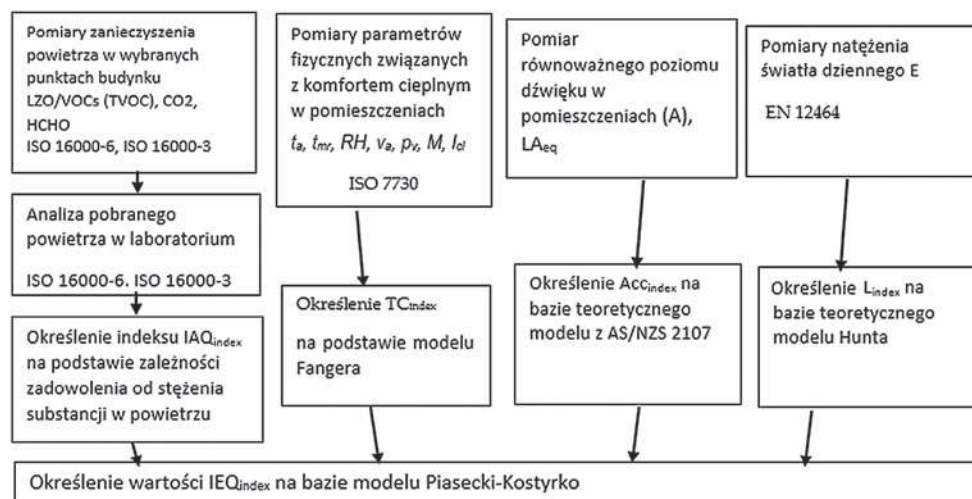 Pomiary zanieczyszenia
powietrza w wybranych
punktach budynku
LZO/VOCs (TVOC), CO2,
HCHO
ISO 16000-6, ISO 16000-3
Analiza pobranego
powietrza w laboratorium
ISO 16000-6. ISO 16000-3
Określenie indeksu IAQindex
na podstawie zależności
zadowolenia od stężenia
substancji w powietrzu
Pomiary parametrów
fizycznych związanych
z komfortem cieplnym
w pomieszczeniach
ta, tmr, RH, va, pv, M, Icl
ISO 7730
Określenie TCindex
na podstawie modelu
Fangera
Pomiar
równoważnego poziomu
dźwięku w
pomieszczeniach (A),
LAeq
Określenie Accindex na
bazie teoretycznego
modelu z AS/NZS 2107
Pomiary natężenia
światła dziennego E
EN 12464
Określenie Lindex na
bazie teoretycznego
modelu Hunta
Określenie wartości IEQindex na bazie modelu Piasecki-Kostyrko